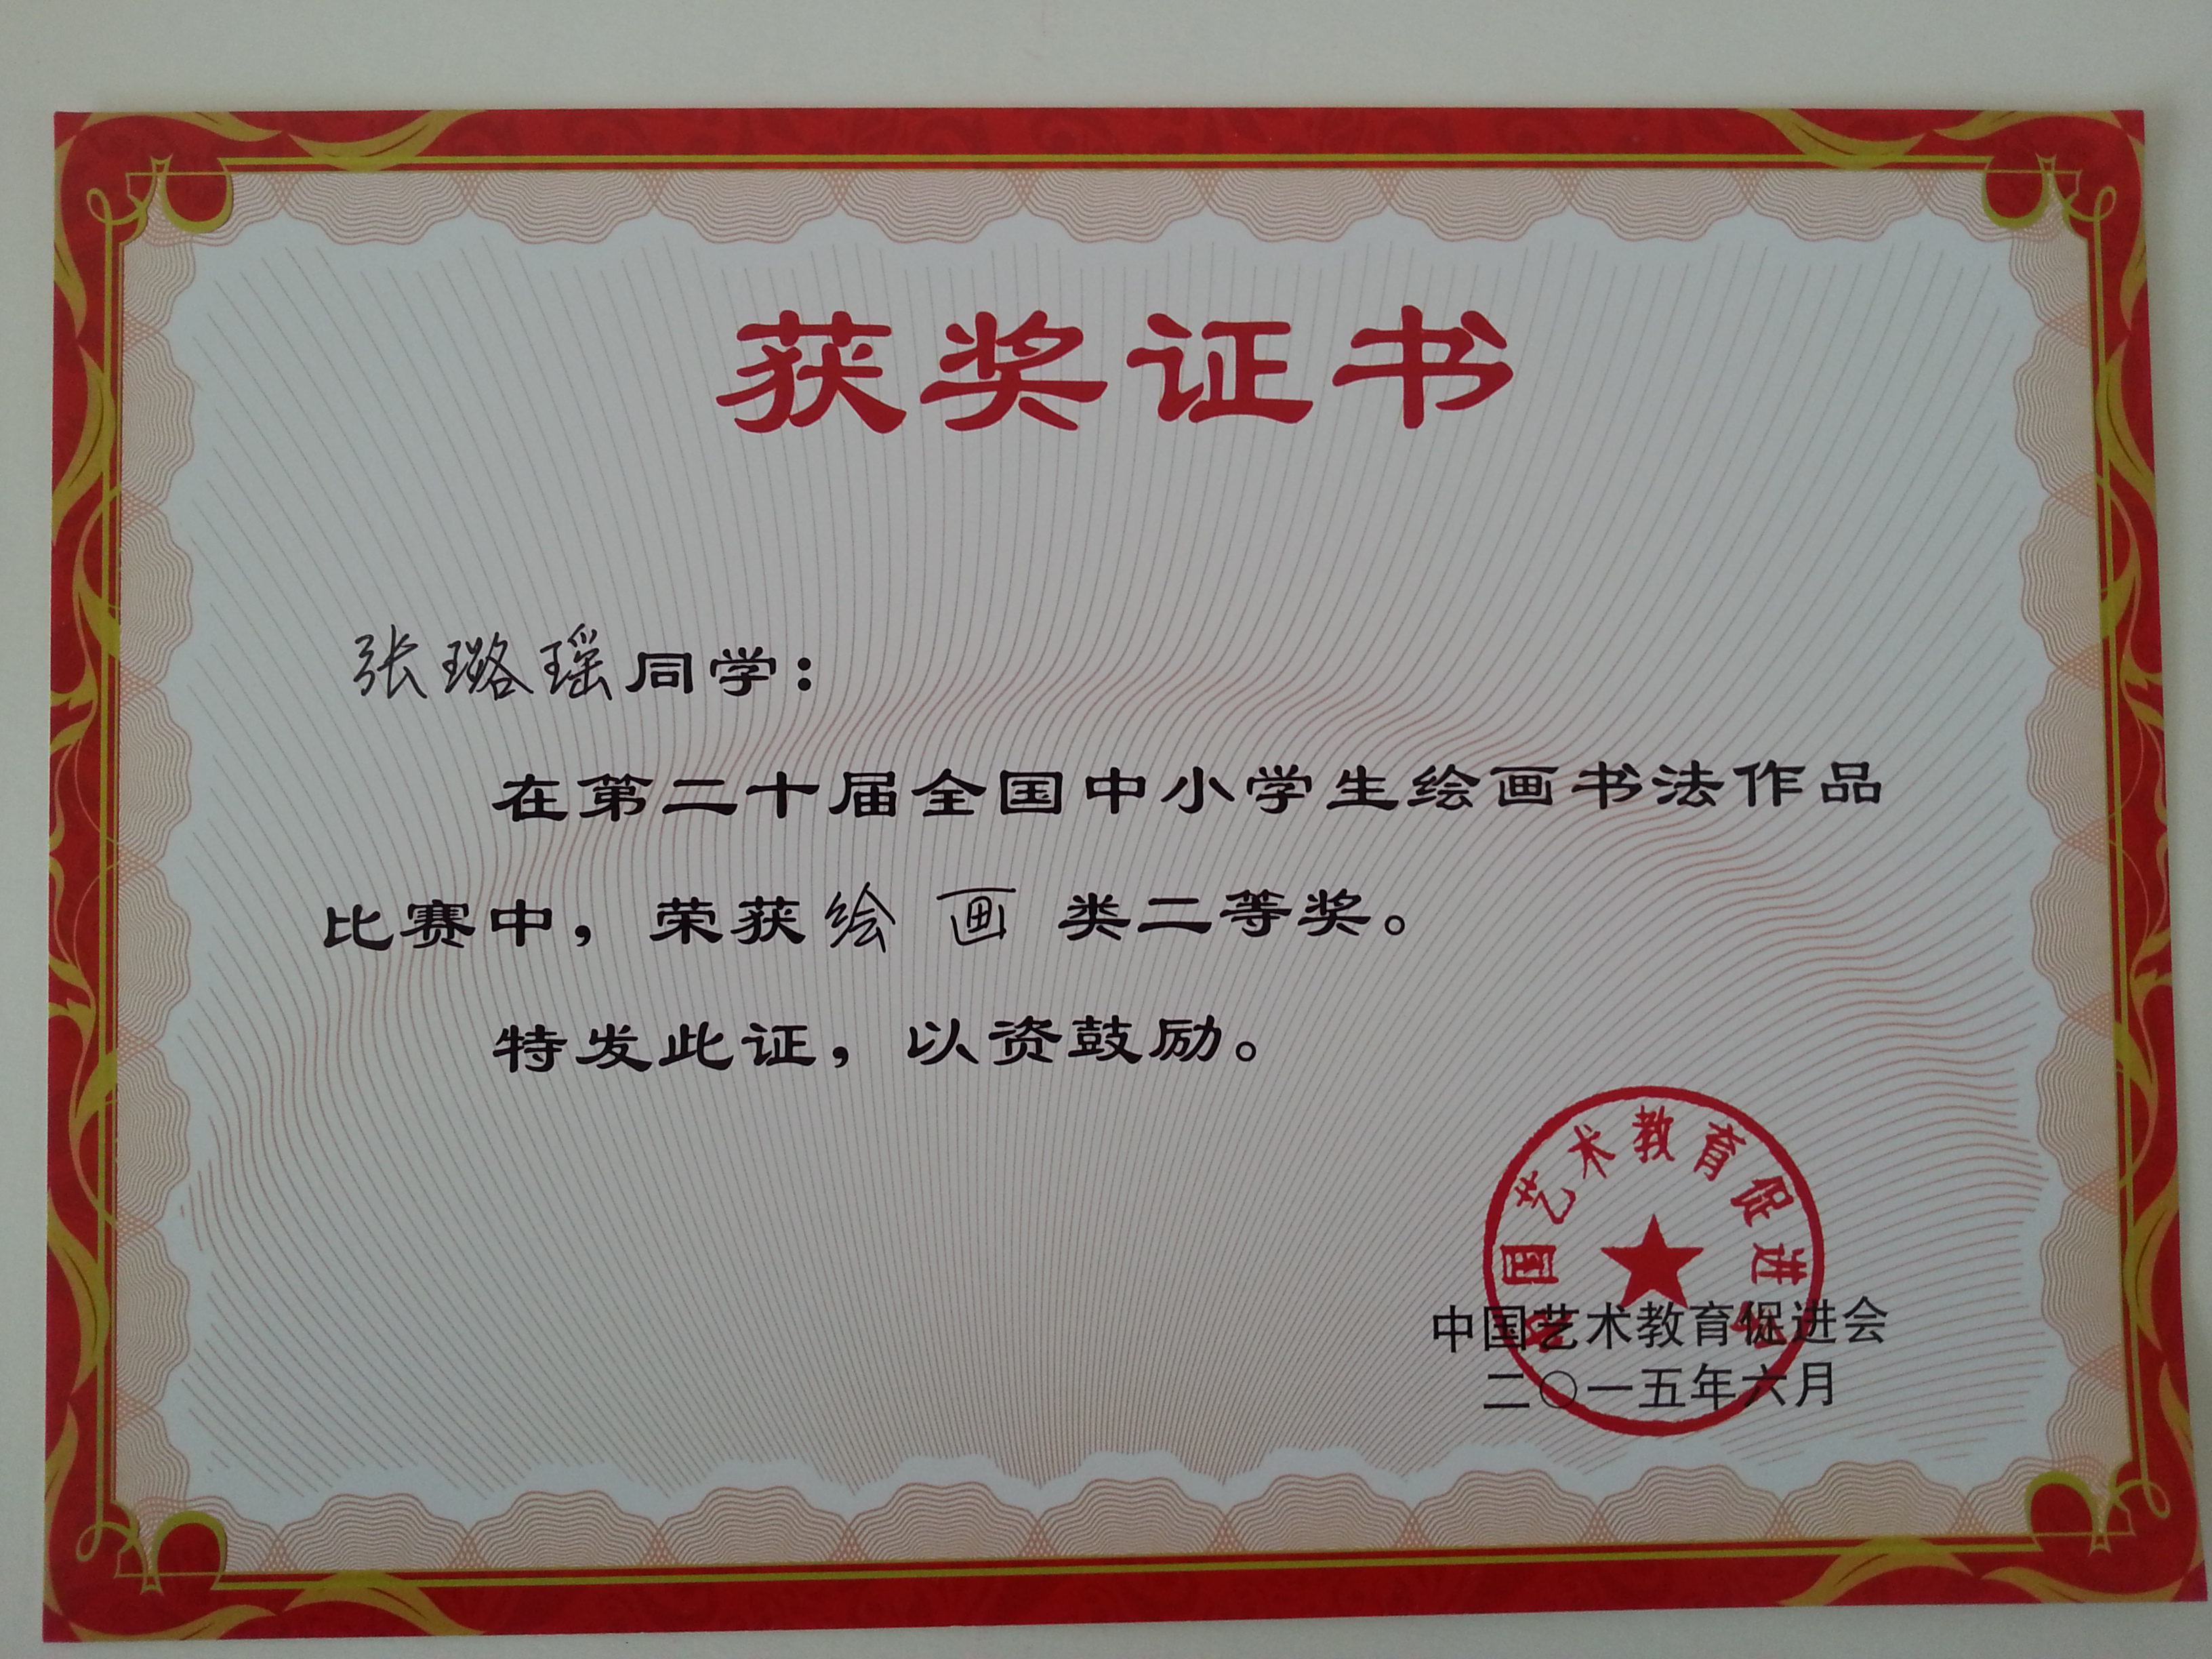 获奖证书
张璐瑶同学：
在第二十届全国中小学生绘画书法作品
比赛中，荣获绘画类二等奖。
特发此证，以资鼓励。
中国艺术教育促进会
中国艺术教育促进会
二〇一五年六月